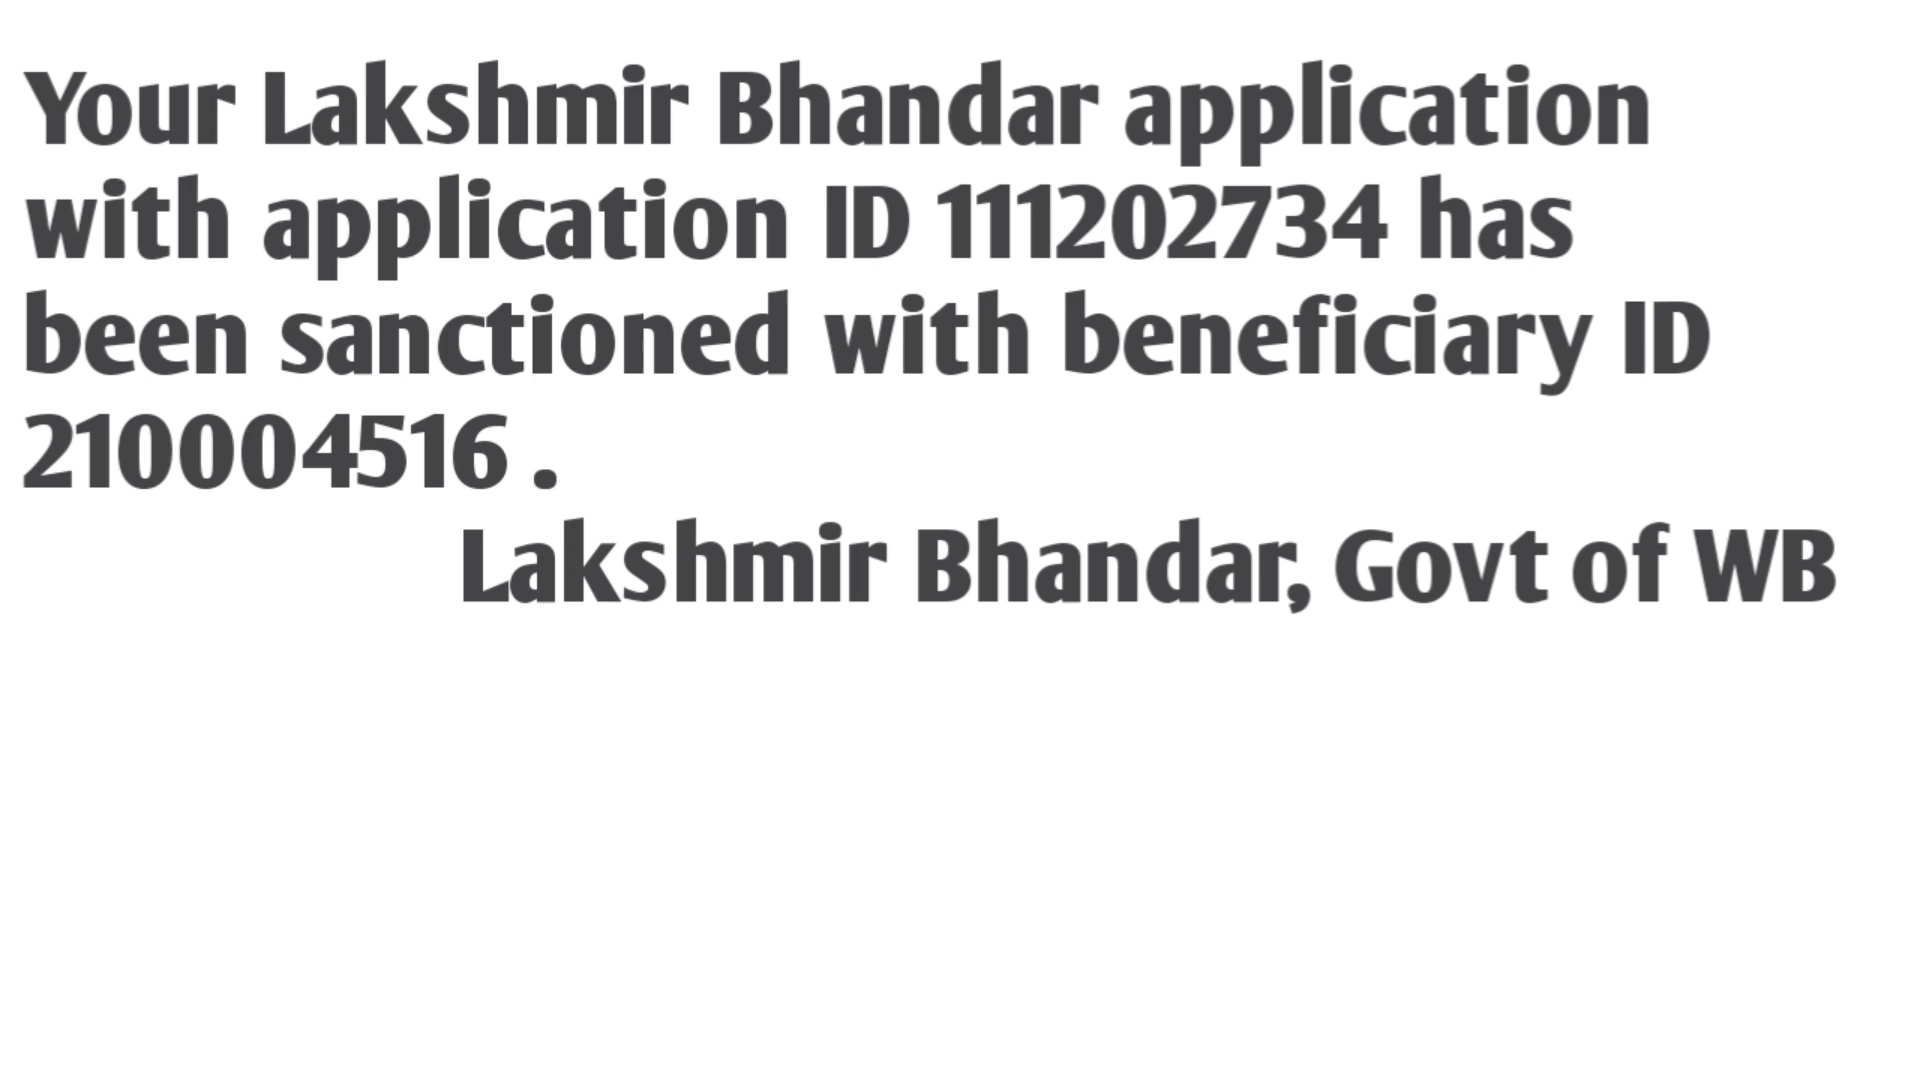 Your Lakshmir Bhandar application
with application ID 111202734 has
been sanctioned with beneficiary ID
210004516 .
Lakshmir Bhandar, Govt of WB